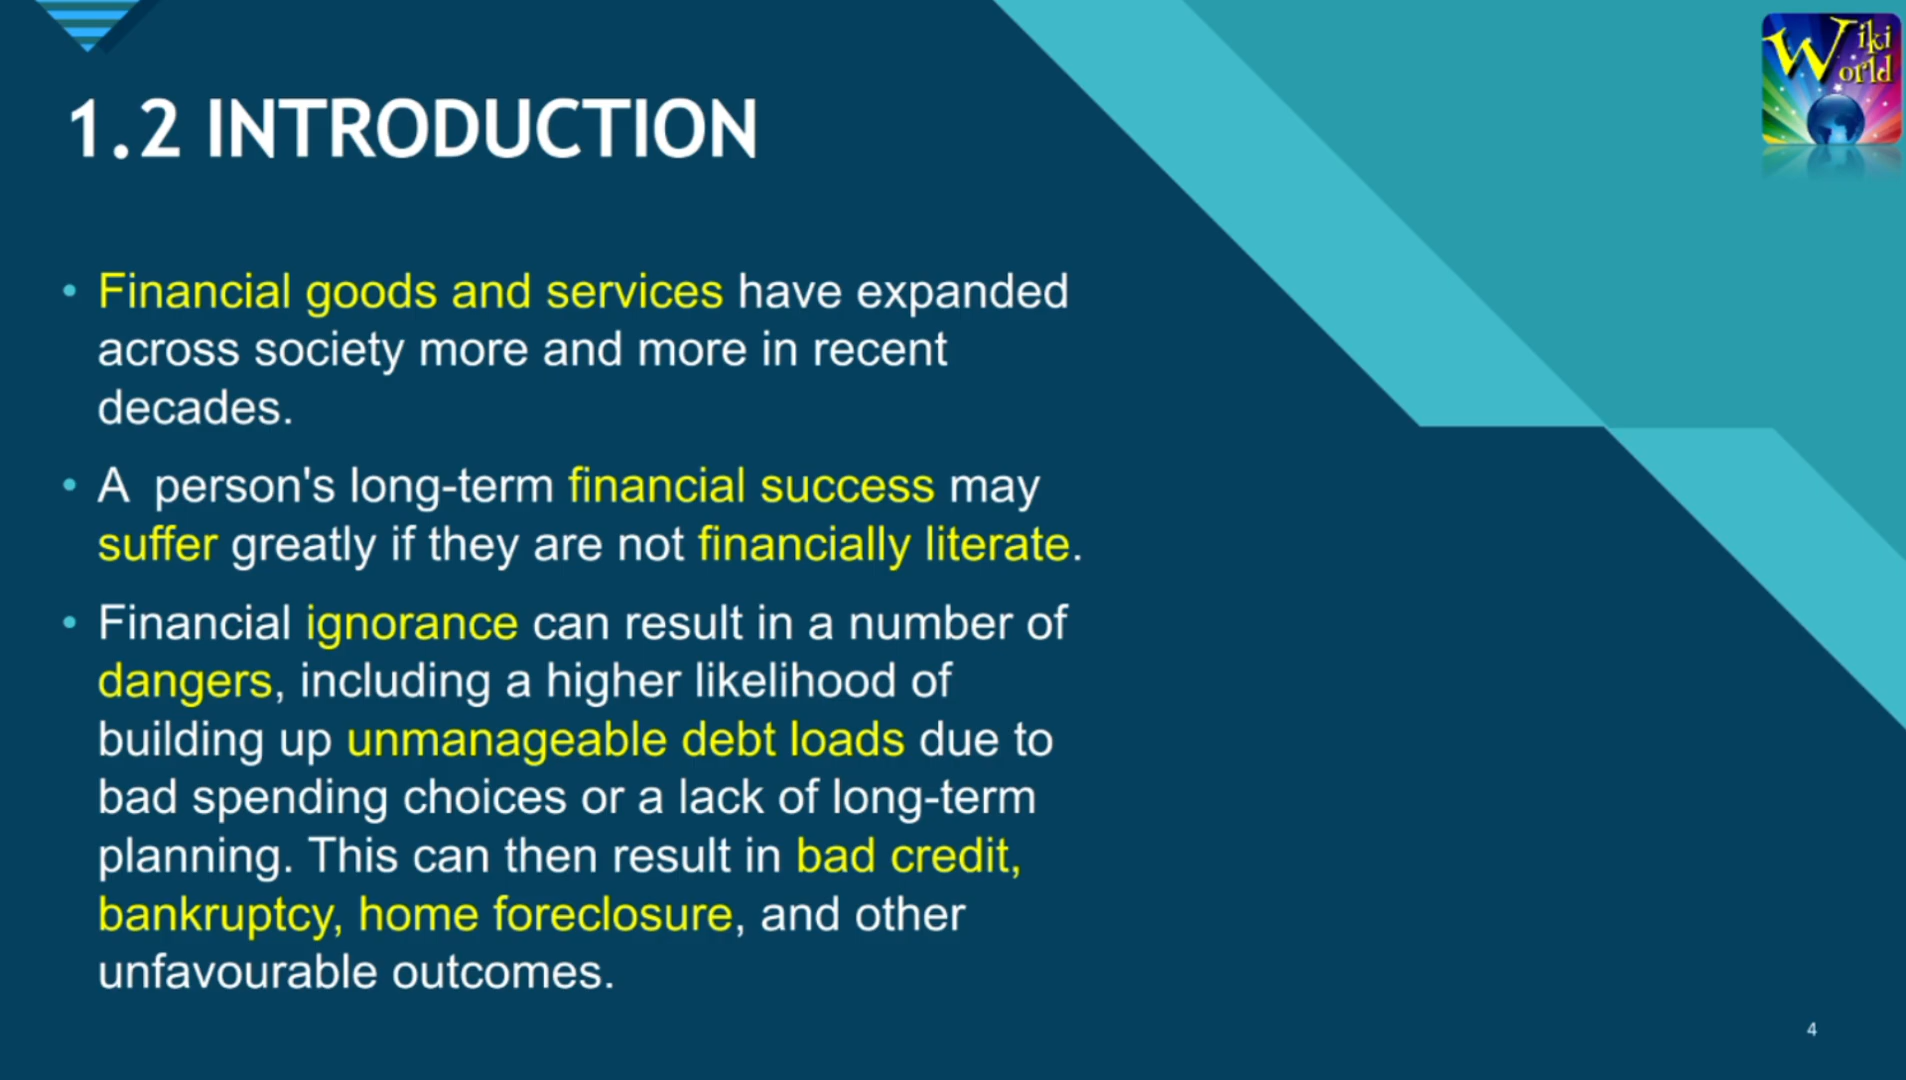 Wiki
World
1.2 INTRODUCTION
• Financial goods and services have expanded
across society more and more in recent
decades.
• A  person's long-term financial success may
suffer greatly if they are not financially literate.
• Financial ignorance can result in a number of
dangers, including a higher likelihood of
building up unmanageable debt loads due to
bad spending choices or a lack of long-term
planning. This can then result in bad credit,
bankruptcy, home foreclosure, and other
unfavourable outcomes.
4